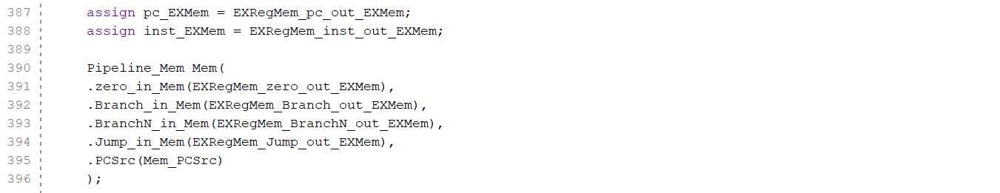 387 assign pc_EXMem = EXRegMem_pc_out_EXMem;
388 assign inst_EXMem = EXRegMem_inst_out_EXMem;
389
390 Pipeline_Mem Mem(
391 .zero_in_Mem(EXRegMem_zero_out_EXMem),
392 .Branch_in_Mem(EXRegMem_Branch_out_EXMem),
393 .BranchN_in_Mem(EXRegMem_BranchN_out_EXMem),
394 .Jump_in_Mem(EXRegMem_Jump_out_EXMem),
395 .PCSrc(Mem_PCSrc)
396 );